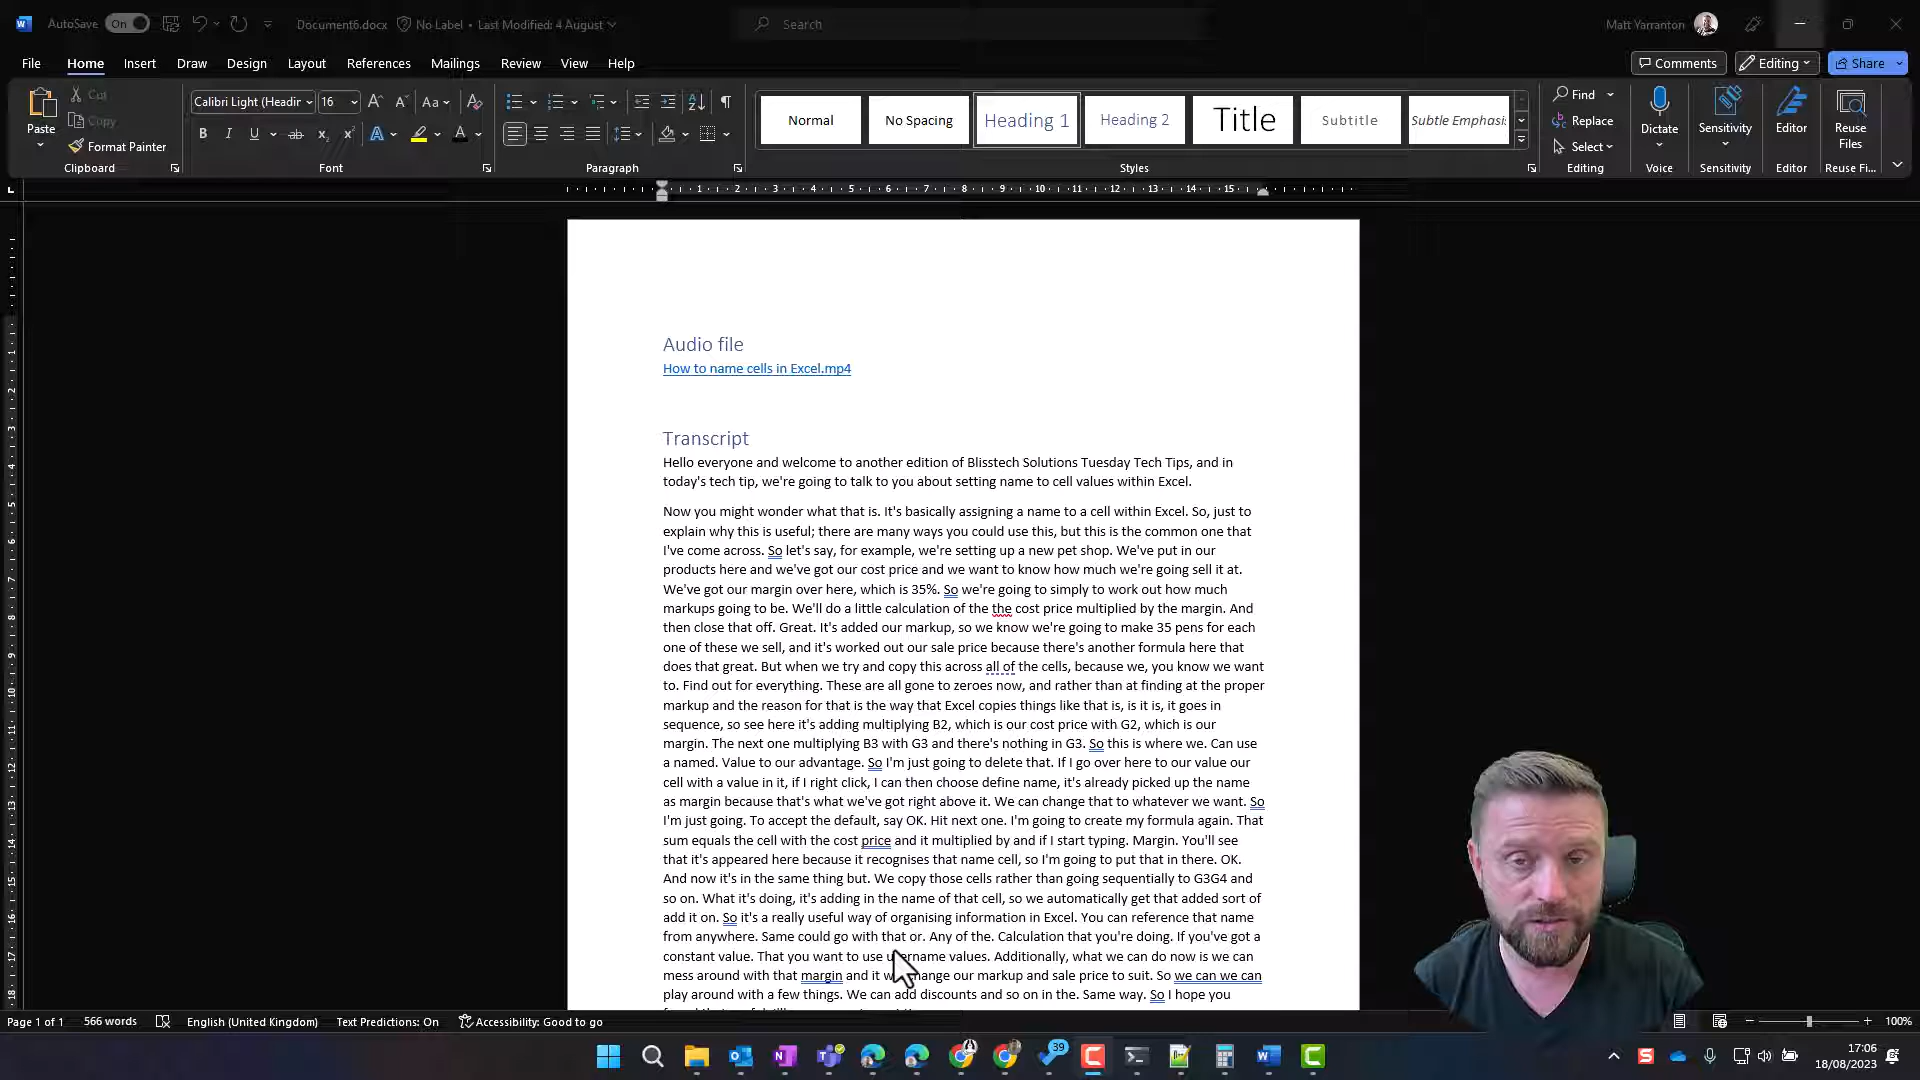 AutoSave On Document6.docx No Label • Last Modified: 4 August Search Matt Yarranton
File Home Insert Draw Design Layout References Mailings Review View Help Comments Editing Share
Paste Cut Copy Format Painter
Clipboard
Calibri Light (Headir 16
Font
Paragraph
Normal No Spacing Heading 1 Heading 2 Title Subtitle Subtle Emphasi:
Styles
Find
Replace
Select
Editing
Dictate
Voice
Sensitivity
Sensitivity
Editor
Editor
Reuse
Files
Reuse Fi...
Audio file
How to name cells in Excel.mp4
Transcript
Hello everyone and welcome to another edition of Blisstech Solutions Tuesday Tech Tips, and in
today's tech tip, we're going to talk to you about setting name to cell values within Excel.
Now you might wonder what that is. It's basically assigning a name to a cell within Excel. So, just to
explain why this is useful; there are many ways you could use this, but this is the common one that
I've come across. So let's say, for example, we're setting up a new pet shop. We've put in our
products here and we've got our cost price and we want to know how much we're going sell it at.
We've got our margin over here, which is 35%. So we're going to simply to work out how much
markups going to be. We'll do a little calculation of the the cost price multiplied by the margin. And
then close that off. Great. It's added our markup, so we know we're going to make 35 pens for each
one of these we sell, and it's worked out our sale price because there's another formula here that
does that great. But when we try and copy this across all of the cells, because we, you know we want
to. Find out for everything. These are all gone to zeroes now, and rather than at finding at the proper
markup and the reason for that is the way that Excel copies things like that is, is it is, it goes in
sequence, so see here it's adding multiplying B2, which is our cost price with G2, which is our
margin. The next one multiplying B3 with G3 and there's nothing in G3. So this is where we. Can use
a named. Value to our advantage. So I'm just going to delete that. If I go over here to our value our
cell with a value in it, if I right click, I can then choose define name, it's already picked up the name
as margin because that's what we've got right above it. We can change that to whatever we want. So
I'm just going. To accept the default, say OK. Hit next one. I'm going to create my formula again. That
sum equals the cell with the cost price and it multiplied by and if I start typing. Margin. You'll see
that it's appeared here because it recognises that name cell, so I'm going to put that in there. OK.
And now it's in the same thing but. We copy those cells rather than going sequentially to G3G4 and
so on. What it's doing, it's adding in the name of that cell, so we automatically get that added sort of
add it on. So it's a really useful way of organising information in Excel. You can reference that name
from anywhere. Same could go with that or. Any of the. Calculation that you're doing. If you've got a
constant value. That you want to use username values. Additionally, what we can do now is we can
mess around with that margin and it change our markup and sale price to suit. So we can we can
play around with a few things. We can add discounts and so on in the. Same way. So I hope you
Page 1 of 1 566 words English (United Kingdom) Text Predictions: On Accessibility: Good to go 100%
39
17:06
18/08/2023